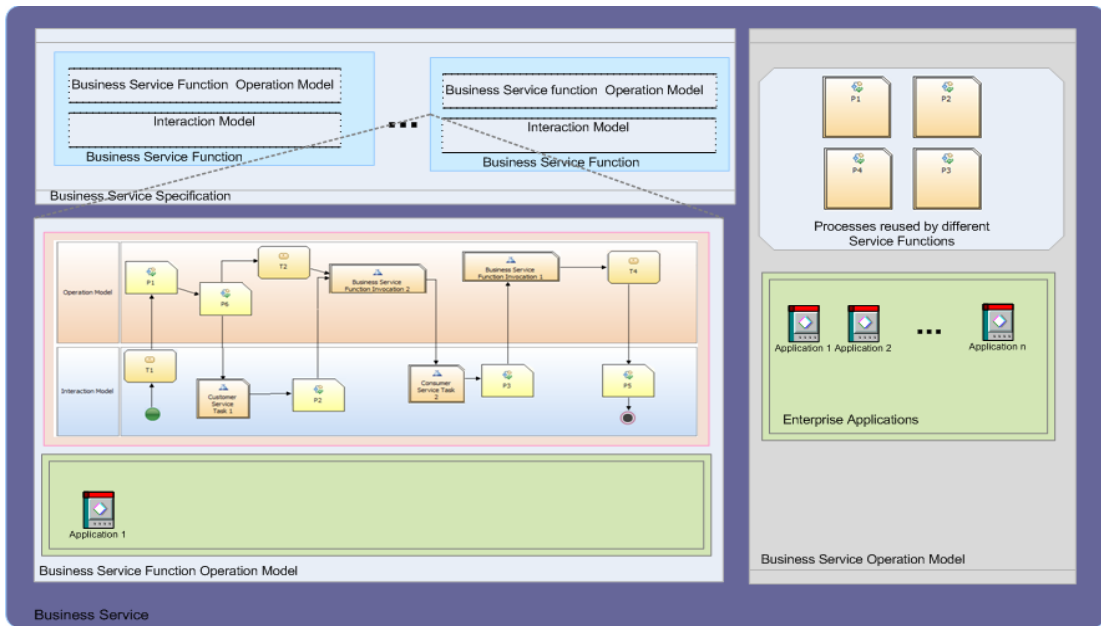 Business Service Function Operation Model
Interaction Model
Business Service Function
Business Service function Operation Model
Interaction Model
Business Service Function
Business Service Specification
Operation Model
P1
P6
T2
Business Service
Function Invocation 2
Business Service
Function Invocation 1
T4
Interaction Model
T1
Customer
Service
Task 1
P2
Consumer
Service Task
2
P3
P5
Application 1
Business Service Function Operation Model
P1
P2
P4
P3
Processes reused by different
Service Functions
Application 1
Application 2
Application n
Enterprise Applications
Business Service Operation Model
Business Service